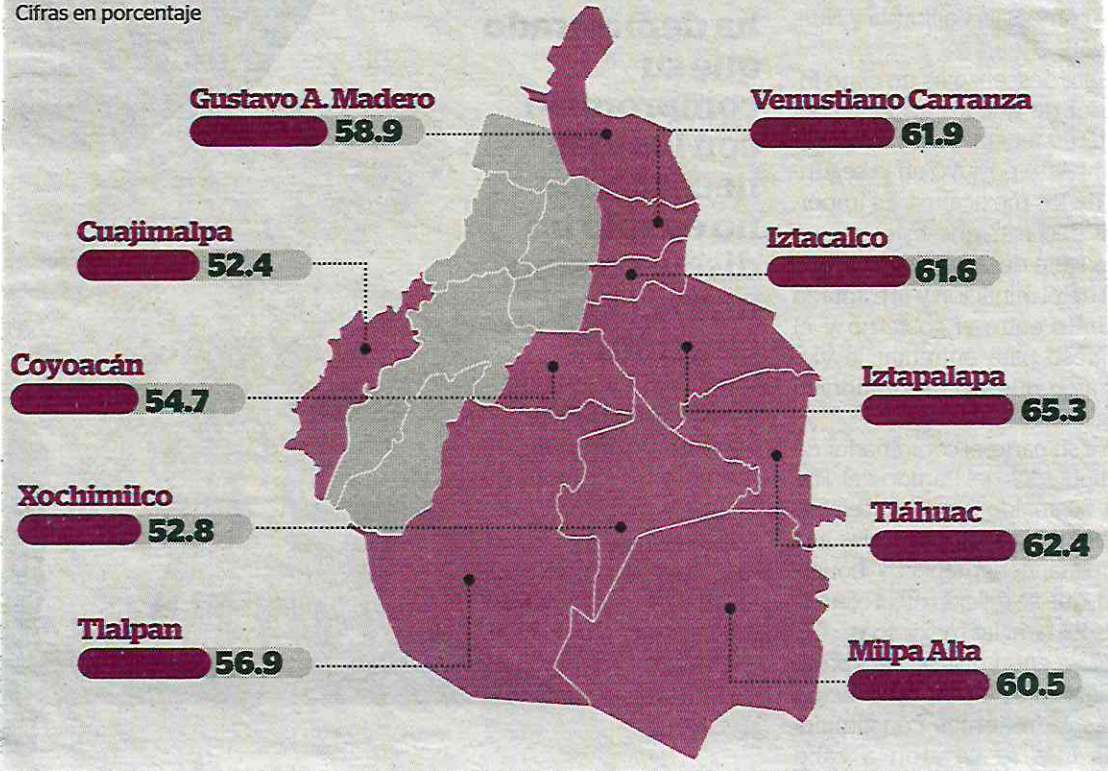 Cifras en porcentaje
Gustavo A. Madero
58.9
Venustiano Carranza
61.9
Cuajimalpa
52.4
Iztacalco
61.6
Coyoacán
54.7
Iztapalapa
65.3
Xochimilco
52.8
Tláhuac
62.4
Tlalpan
56.9
Milpa Alta
60.5